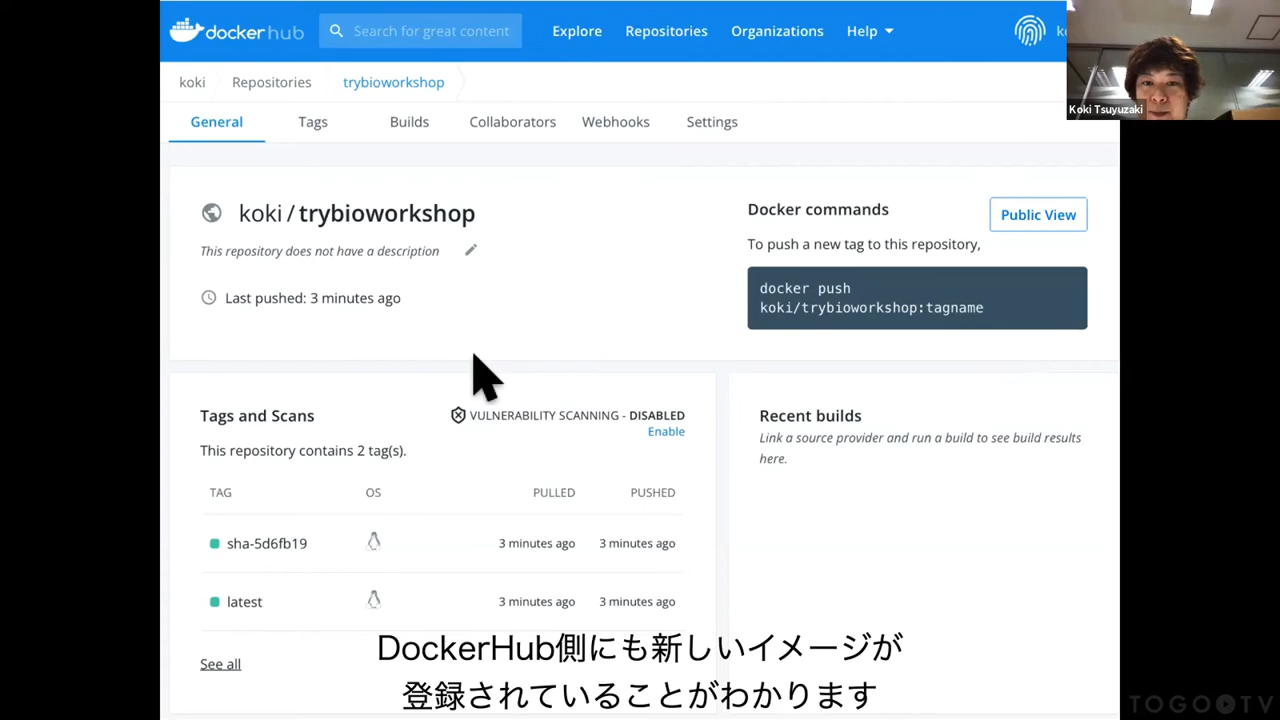 docker hub
Search for great content
Explore
Repositories
Organizations
Help
Koki Tsuyuzaki
koki
Repositories
trybioworkshop
General
Tags
Builds
Collaborators
Webhooks
Settings
koki / trybioworkshop
This repository does not have a description
Last pushed: 3 minutes ago
Docker commands
Public View
To push a new tag to this repository,
docker push
koki/trybioworkshop:tagname
Tags and Scans
VULNERABILITY SCANNING - DISABLED
Enable
This repository contains 2 tag(s).
TAG
OS
PULLED
PUSHED
sha-5d6fb19
3 minutes ago
3 minutes ago
latest
3 minutes ago
3 minutes ago
See all
Recent builds
Link a source provider and run a build to see build results
here.
DockerHub側にも新しいイメージが
登録されていることがわかります
TOGO TV